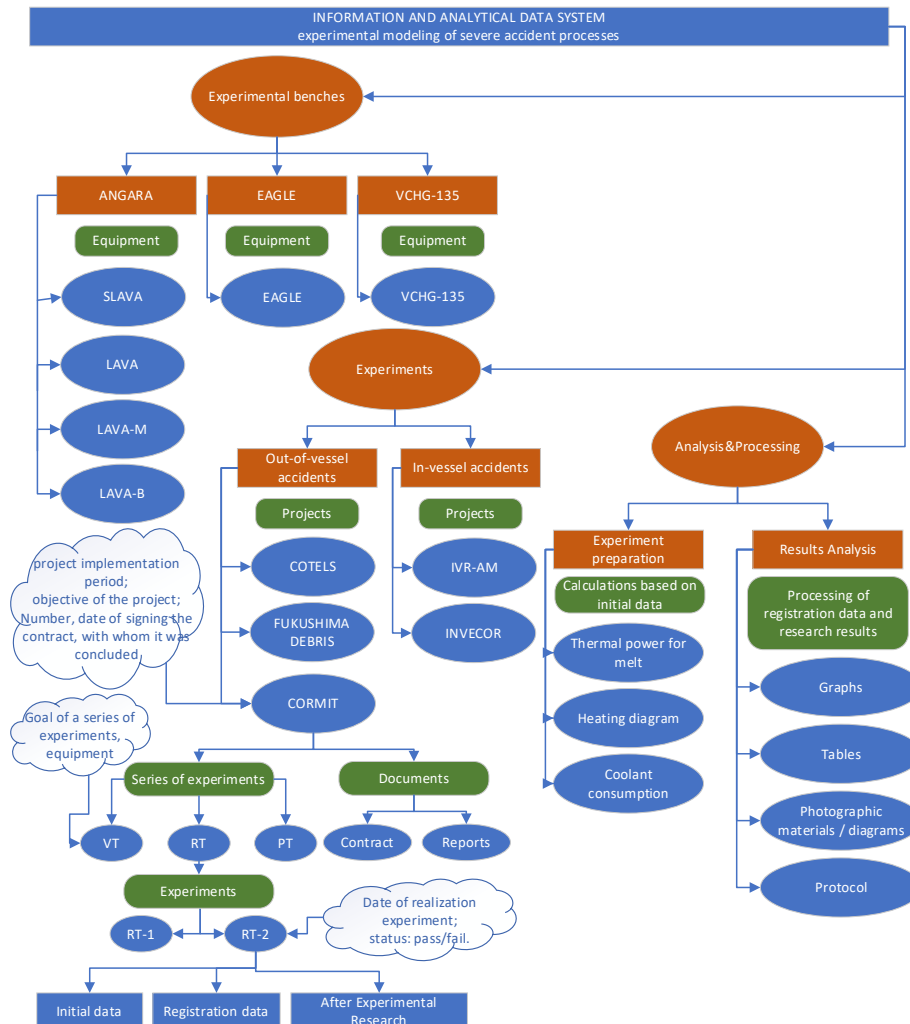 INFORMATION AND ANALYTICAL DATA SYSTEM
experimental modeling of severe accident processes
Experimental benches
ANGARA
EAGLE
VCHG-135
Equipment
Equipment
Equipment
SLAVA
EAGLE
VCHG-135
LAVA
LAVA-M
LAVA-B
Experiments
Out-of-vessel
accidents
In-vessel accidents
Projects
Projects
COTELS
IVR-AM
FUKUSHIMA
DEBRIS
INVECOR
CORMIT
project implementation
period;
objective of the project;
Number, date of signing the
contract, with whom it was
concluded
Goal of a series of
experiments,
equipment
Series of experiments
Documents
VT
RT
PT
Contract
Reports
Experiments
RT-1
RT-2
Date of realization
experiment;
status: pass/fail.
Initial data
Registration data
After Experimental
Research
Analysis&Processing
Experiment
preparation
Results Analysis
Calculations based on
initial data
Processing of
registration data and
research results
Thermal power for
melt
Heating diagram
Coolant
consumption
Graphs
Tables
Photographic
materials / diagrams
Protocol